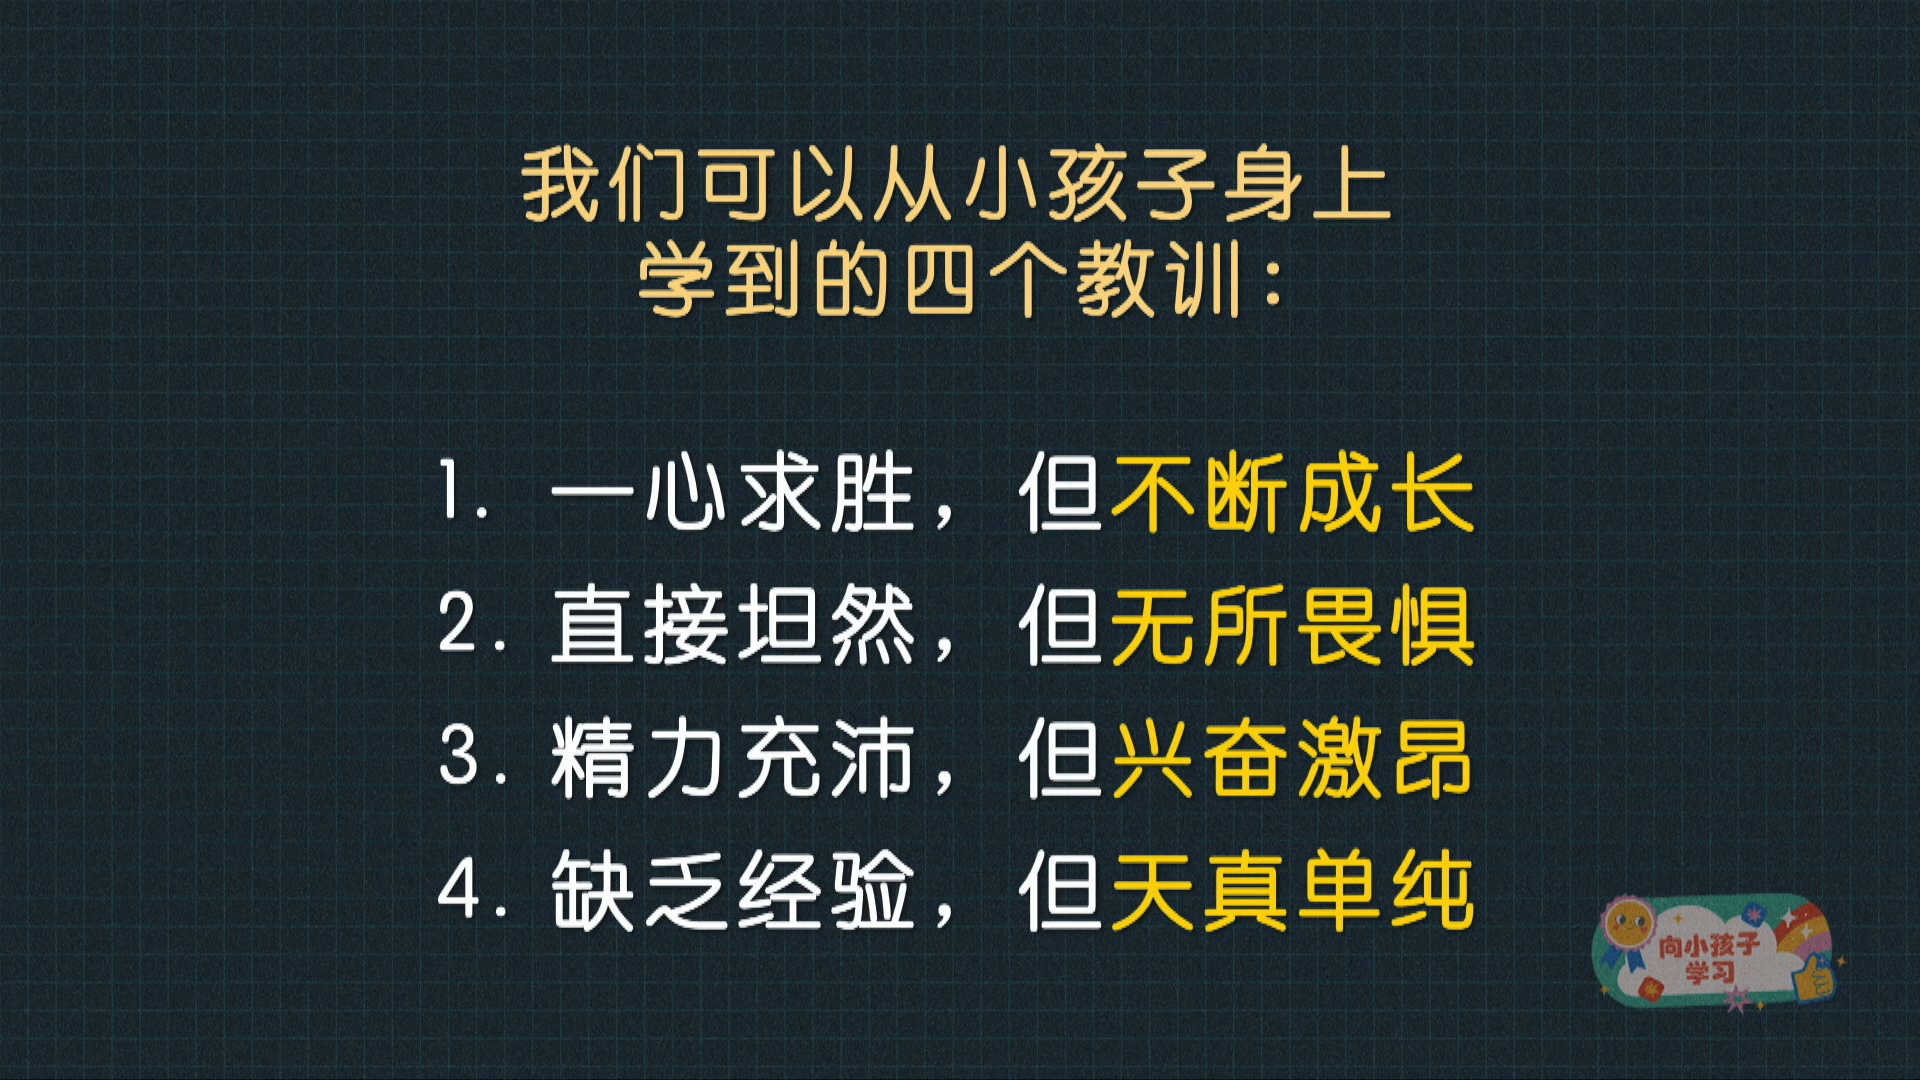 我们可以从小孩子身上
学到的四个教训：
1. 一心求胜，但不断成长
2. 直接坦然，但无所畏惧
3. 精力充沛，但兴奋激昂
4. 缺乏经验，但天真单纯
向小孩子
学习